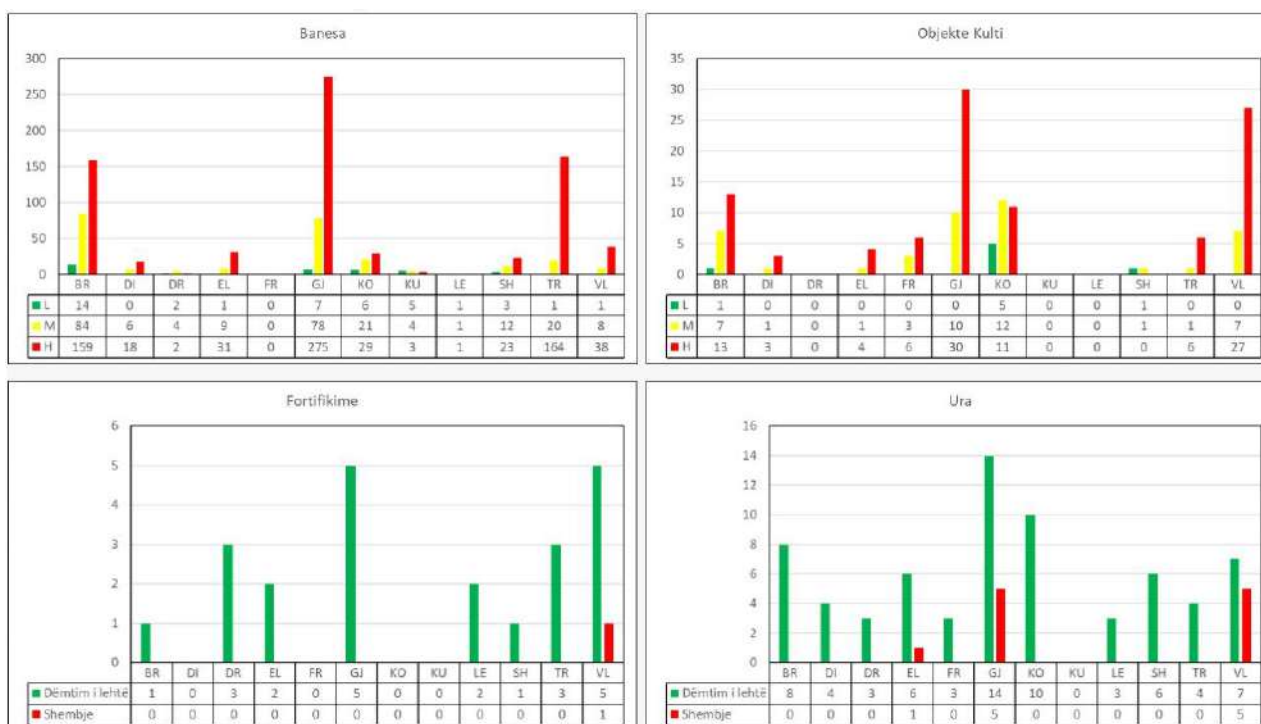 Banesa
300
250
200
150
100
50
0
BR DI DR EL FR GJ KO KU LE SH TR VL
L 14 0 2 1 0 7 6 5 1 3 1 1
M 84 6 4 9 0 78 21 4 1 12 20 8
H 159 18 2 31 0 275 29 3 1 23 164 38
Objekte Kulti
35
30
25
20
15
10
5
0
BR DI DR EL FR GJ KO KU LE SH TR VL
L 1 0 0 0 0 0 5 0 0 1 0 0
M 7 1 0 1 3 10 12 0 0 1 1 7
H 13 3 0 4 6 30 11 0 0 0 6 27
Fortifikime
6
5
4
3
2
1
0
BR DI DR EL FR GJ KO KU LE SH TR VL
Dëmtim i lehtë 1 0 3 2 0 5 0 0 2 1 3 5
Shembje 0 0 0 0 0 0 0 0 0 0 0 1
Ura
16
14
12
10
8
6
4
2
0
BR DI DR EL FR GJ KO KU LE SH TR VL
Dëmtim i lehtë 8 4 3 6 3 14 10 0 3 6 4 7
Shembje 0 0 0 1 0 5 0 0 0 0 0 5